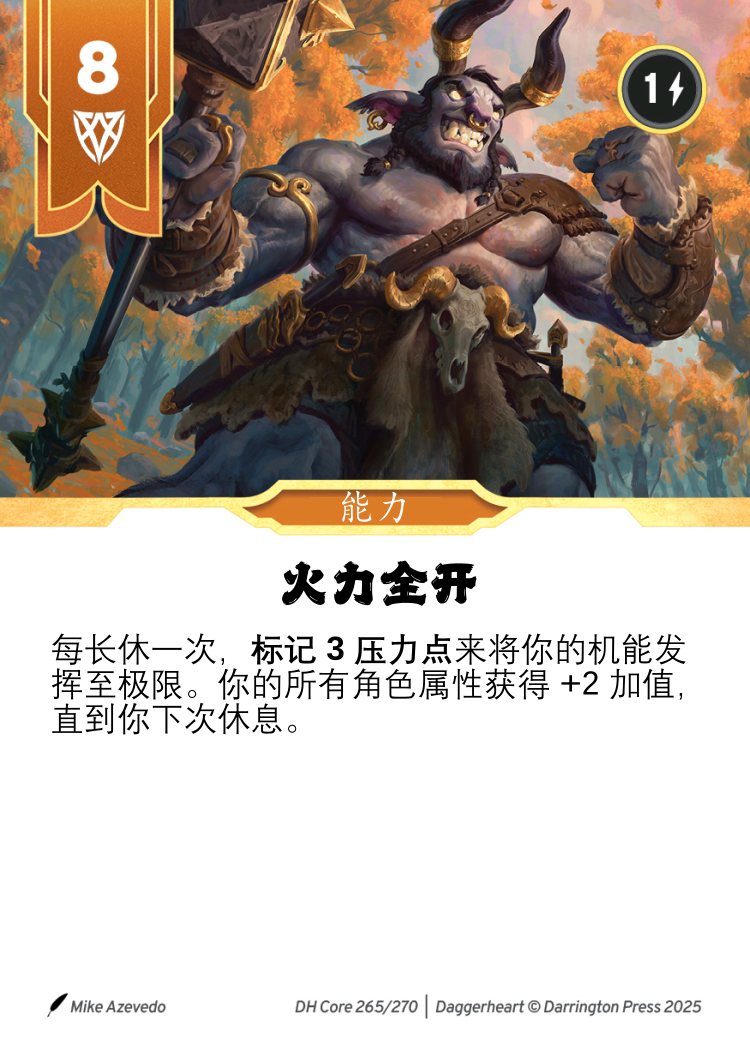 8
1
能力
火力全开
每长休一次，标记 3 压力点来将你的机能发
挥至极限。你的所有角色属性获得 +2 加值，
直到你下次休息。
Mike Azevedo
DH Core 265/270 | Daggerheart © Darrington Press 2025